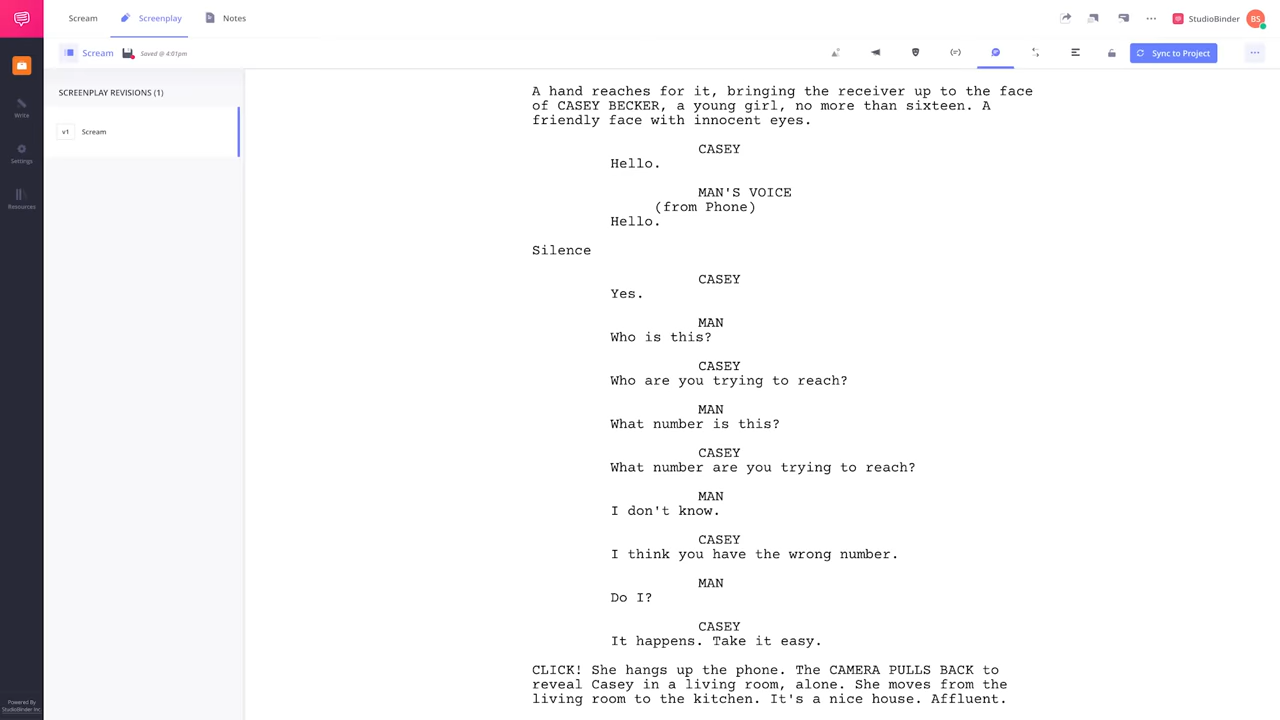 Scream
Screenplay
Notes
StudioBinder
BS
Scream
Saved @ 4:01pm
Sync to Project
SCREENPLAY REVISIONS (1)
v1
Scream
Write
Settings
Resources
Powered By
StudioBinder Inc.
A hand reaches for it, bringing the receiver up to the face
of CASEY BECKER, a young girl, no more than sixteen. A
friendly face with innocent eyes.
CASEY
Hello.
MAN'S VOICE
(from Phone)
Hello.
Silence
CASEY
Yes.
MAN
Who is this?
CASEY
Who are you trying to reach?
MAN
What number is this?
CASEY
What number are you trying to reach?
MAN
I don't know.
CASEY
I think you have the wrong number.
MAN
Do I?
CASEY
It happens. Take it easy.
CLICK! She hangs up the phone. The CAMERA PULLS BACK to
reveal Casey in a living room, alone. She moves from the
living room to the kitchen. It's a nice house. Affluent.